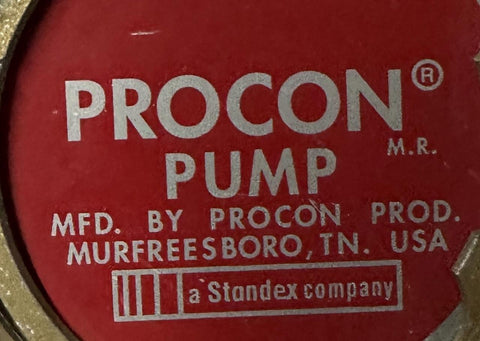 PROCON®
M.R.
PUMP
MFD. BY PROCON PROD.
MURFREESBORO, TN. USA
a Standex company